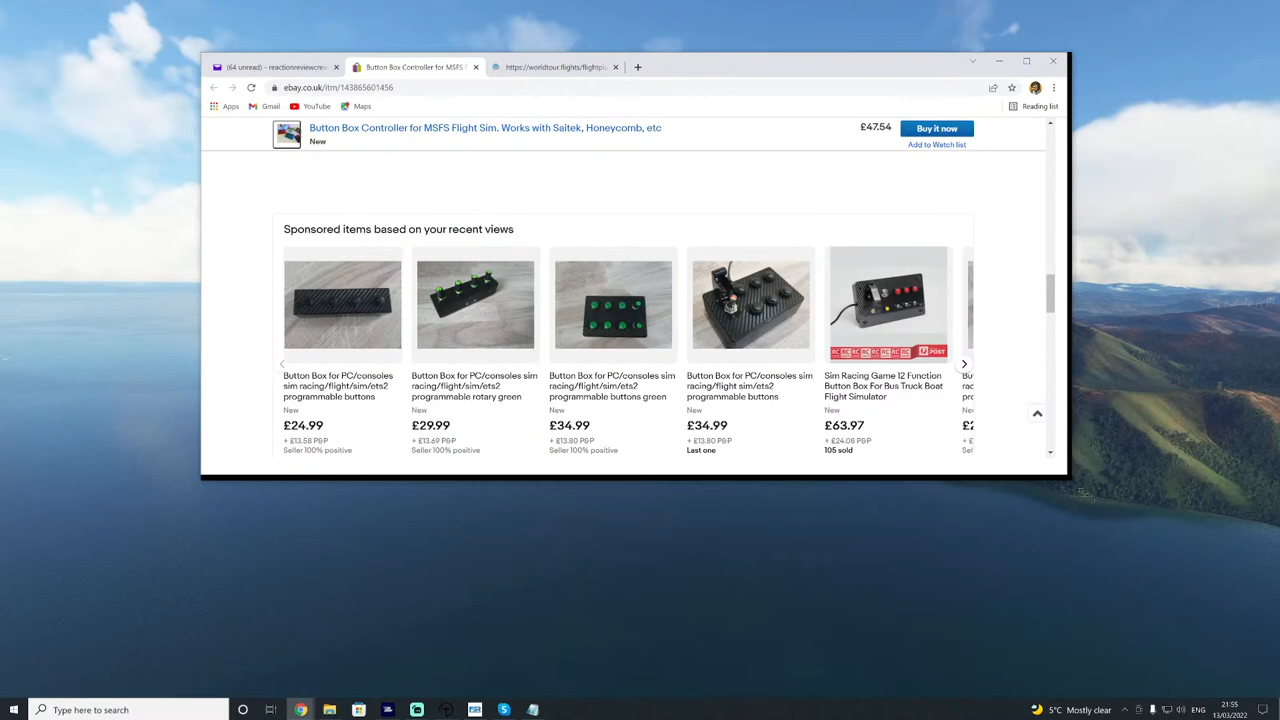 (64 unread) - reactionreviewcrew
Button Box Controller for MSFS
https://worldtour.flights/flightpl
ebay.co.uk/itm/143865601456
Apps
Gmail
YouTube
Maps
Reading list
Button Box Controller for MSFS Flight Sim. Works with Saitek, Honeycomb, etc
New
£47.54
Buy it now
Add to Watch list
Sponsored items based on your recent views
Button Box for PC/consoles
sim racing/flight/sim/ets2
programmable buttons
New
£24.99
+ £13.58 P&P
Seller 100% positive
Button Box for PC/consoles sim
racing/flight/sim/ets2
programmable rotary green
New
£29.99
+ £13.69 P&P
Seller 100% positive
Button Box for PC/consoles sim
racing/flight/sim/ets2
programmable buttons green
New
£34.99
+ £13.80 P&P
Seller 100% positive
Button Box for PC/consoles sim
racing/flight/sim/ets2
programmable buttons
New
£34.99
+ £13.80 P&P
Last one
POST
Sim Racing Game 12 Function
Button Box For Bus Truck Boat
Flight Simulator
New
£63.97
+ £24.08 P&P
105 sold
Type here to search
5°C Mostly clear
ENG
21:55
13/03/2022